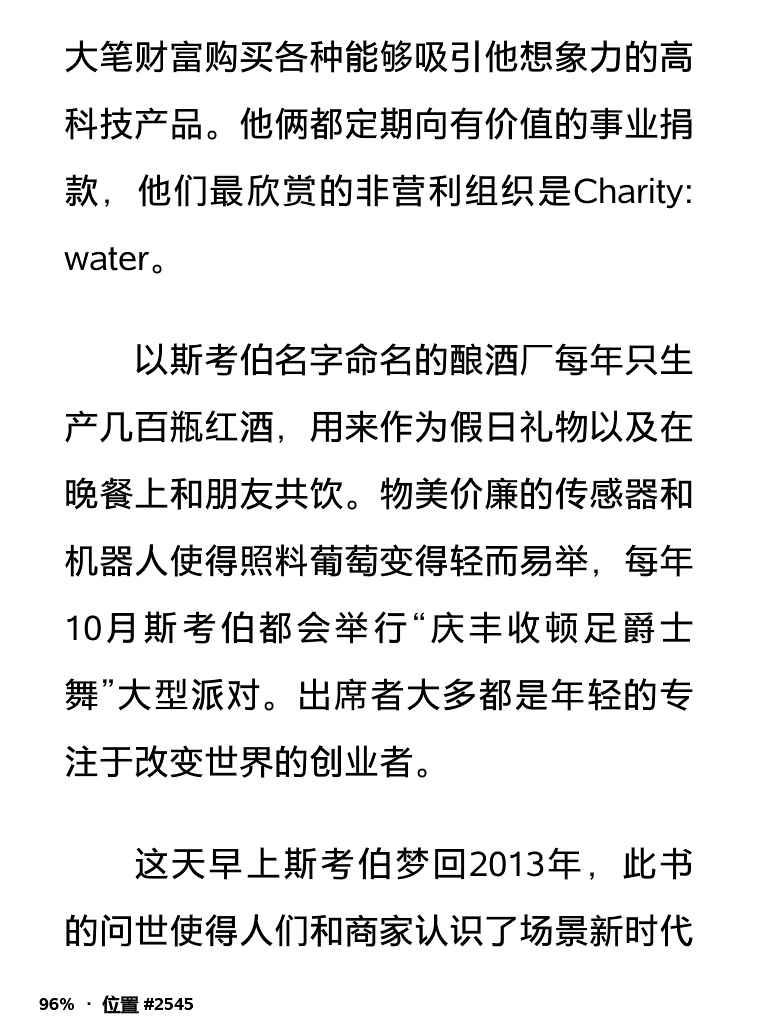 大笔财富购买各种能够吸引他想象力的高
科技产品。他俩都定期向有价值的事业捐
款，他们最欣赏的非营利组织是Charity:
water。
以斯考伯名字命名的酿酒厂每年只生
产几百瓶红酒，用来作为假日礼物以及在
晚餐上和朋友共饮。物美价廉的传感器和
机器人使得照料葡萄变得轻而易举，每年
10月斯考伯都会举行“庆丰收顿足爵士
舞”大型派对。出席者大多都是年轻的专
注于改变世界的创业者。
这天早上斯考伯梦回2013年，此书
的问世使得人们和商家认识了场景新时代
96% · 位置 #2545